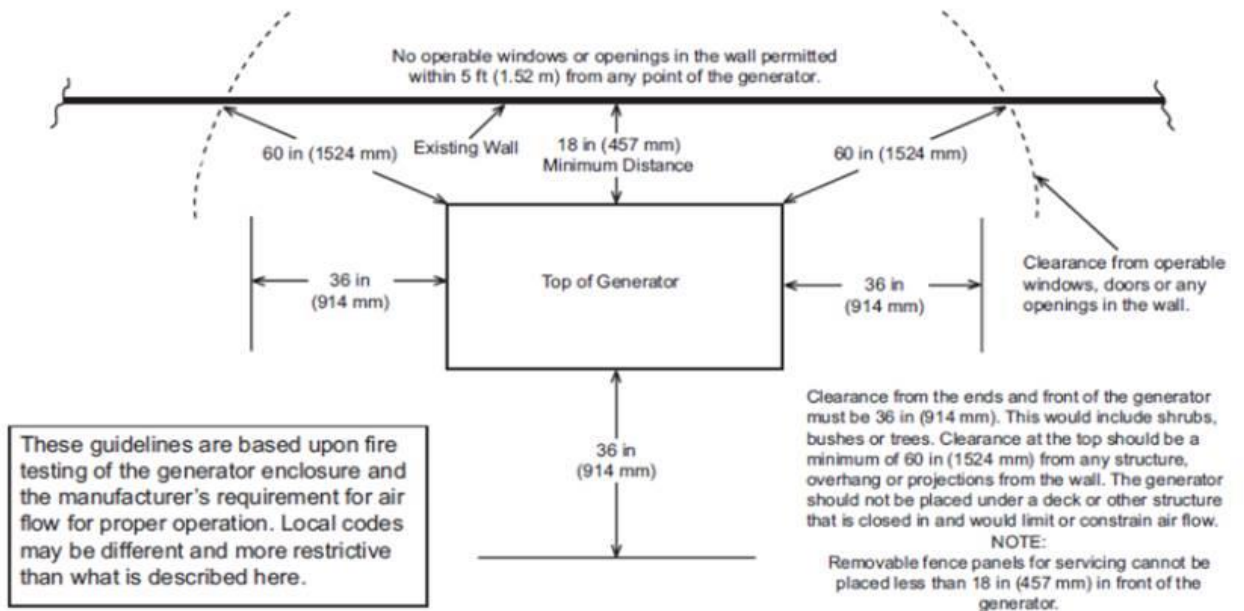 No operable windows or openings in the wall permitted
within 5 ft (1.52 m) from any point of the generator.
60 in (1524 mm)
Existing Wall
18 in (457 mm)
Minimum Distance
60 in (1524 mm)
36 in
(914 mm)
Top of Generator
36 in
(914 mm)
Clearance from operable
windows, doors or any
openings in the wall.
36 in
(914 mm)
These guidelines are based upon fire
testing of the generator enclosure and
the manufacturer's requirement for air
flow for proper operation. Local codes
may be different and more restrictive
than what is described here.
Clearance from the ends and front of the generator
must be 36 in (914 mm). This would include shrubs,
bushes or trees. Clearance at the top should be a
minimum of 60 in (1524 mm) from any structure,
overhang or projections from the wall. The generator
should not be placed under a deck or other structure
that is closed in and would limit or constrain air flow.
NOTE:
Removable fence panels for servicing cannot be
placed less than 18 in (457 mm) in front of the
generator.